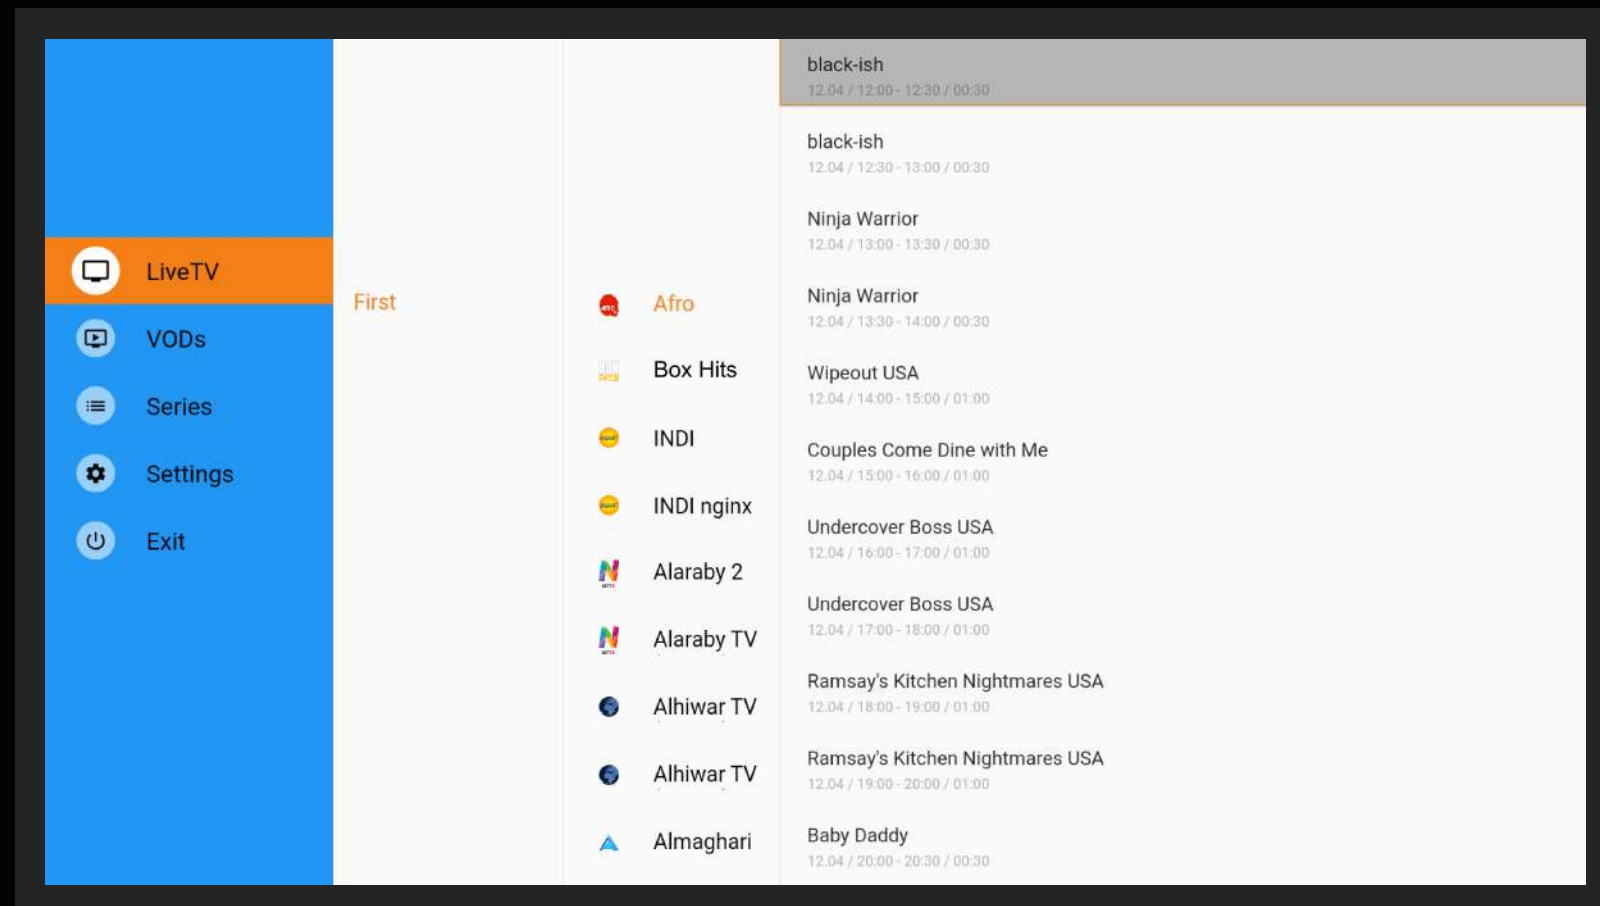 LiveTV
VODs
Series
Settings
Exit
First
Afro
Box Hits
INDI
INDI nginx
Alaraby 2
Alaraby TV
Alhiwar TV
Alhiwar TV
Almaghari
black-ish
12.04 / 12:00 - 12:30 / 00:30
black-ish
12.04 / 12:30 - 13:00 / 00:30
Ninja Warrior
12.04 / 13:00 - 13:30 / 00:30
Ninja Warrior
12.04 / 13:30 - 14:00 / 00:30
Wipeout USA
12.04 / 14:00 - 15:00 / 01:00
Couples Come Dine with Me
12.04 / 15:00 - 16:00 / 01:00
Undercover Boss USA
12.04 / 16:00 - 17:00 / 01:00
Undercover Boss USA
12.04 / 17:00 - 18:00 / 01:00
Ramsay's Kitchen Nightmares USA
12.04 / 18:00 - 19:00 / 01:00
Ramsay's Kitchen Nightmares USA
12.04 / 19:00 - 20:00 / 01:00
Baby Daddy
12.04 / 20:00 - 20:30 / 00:30